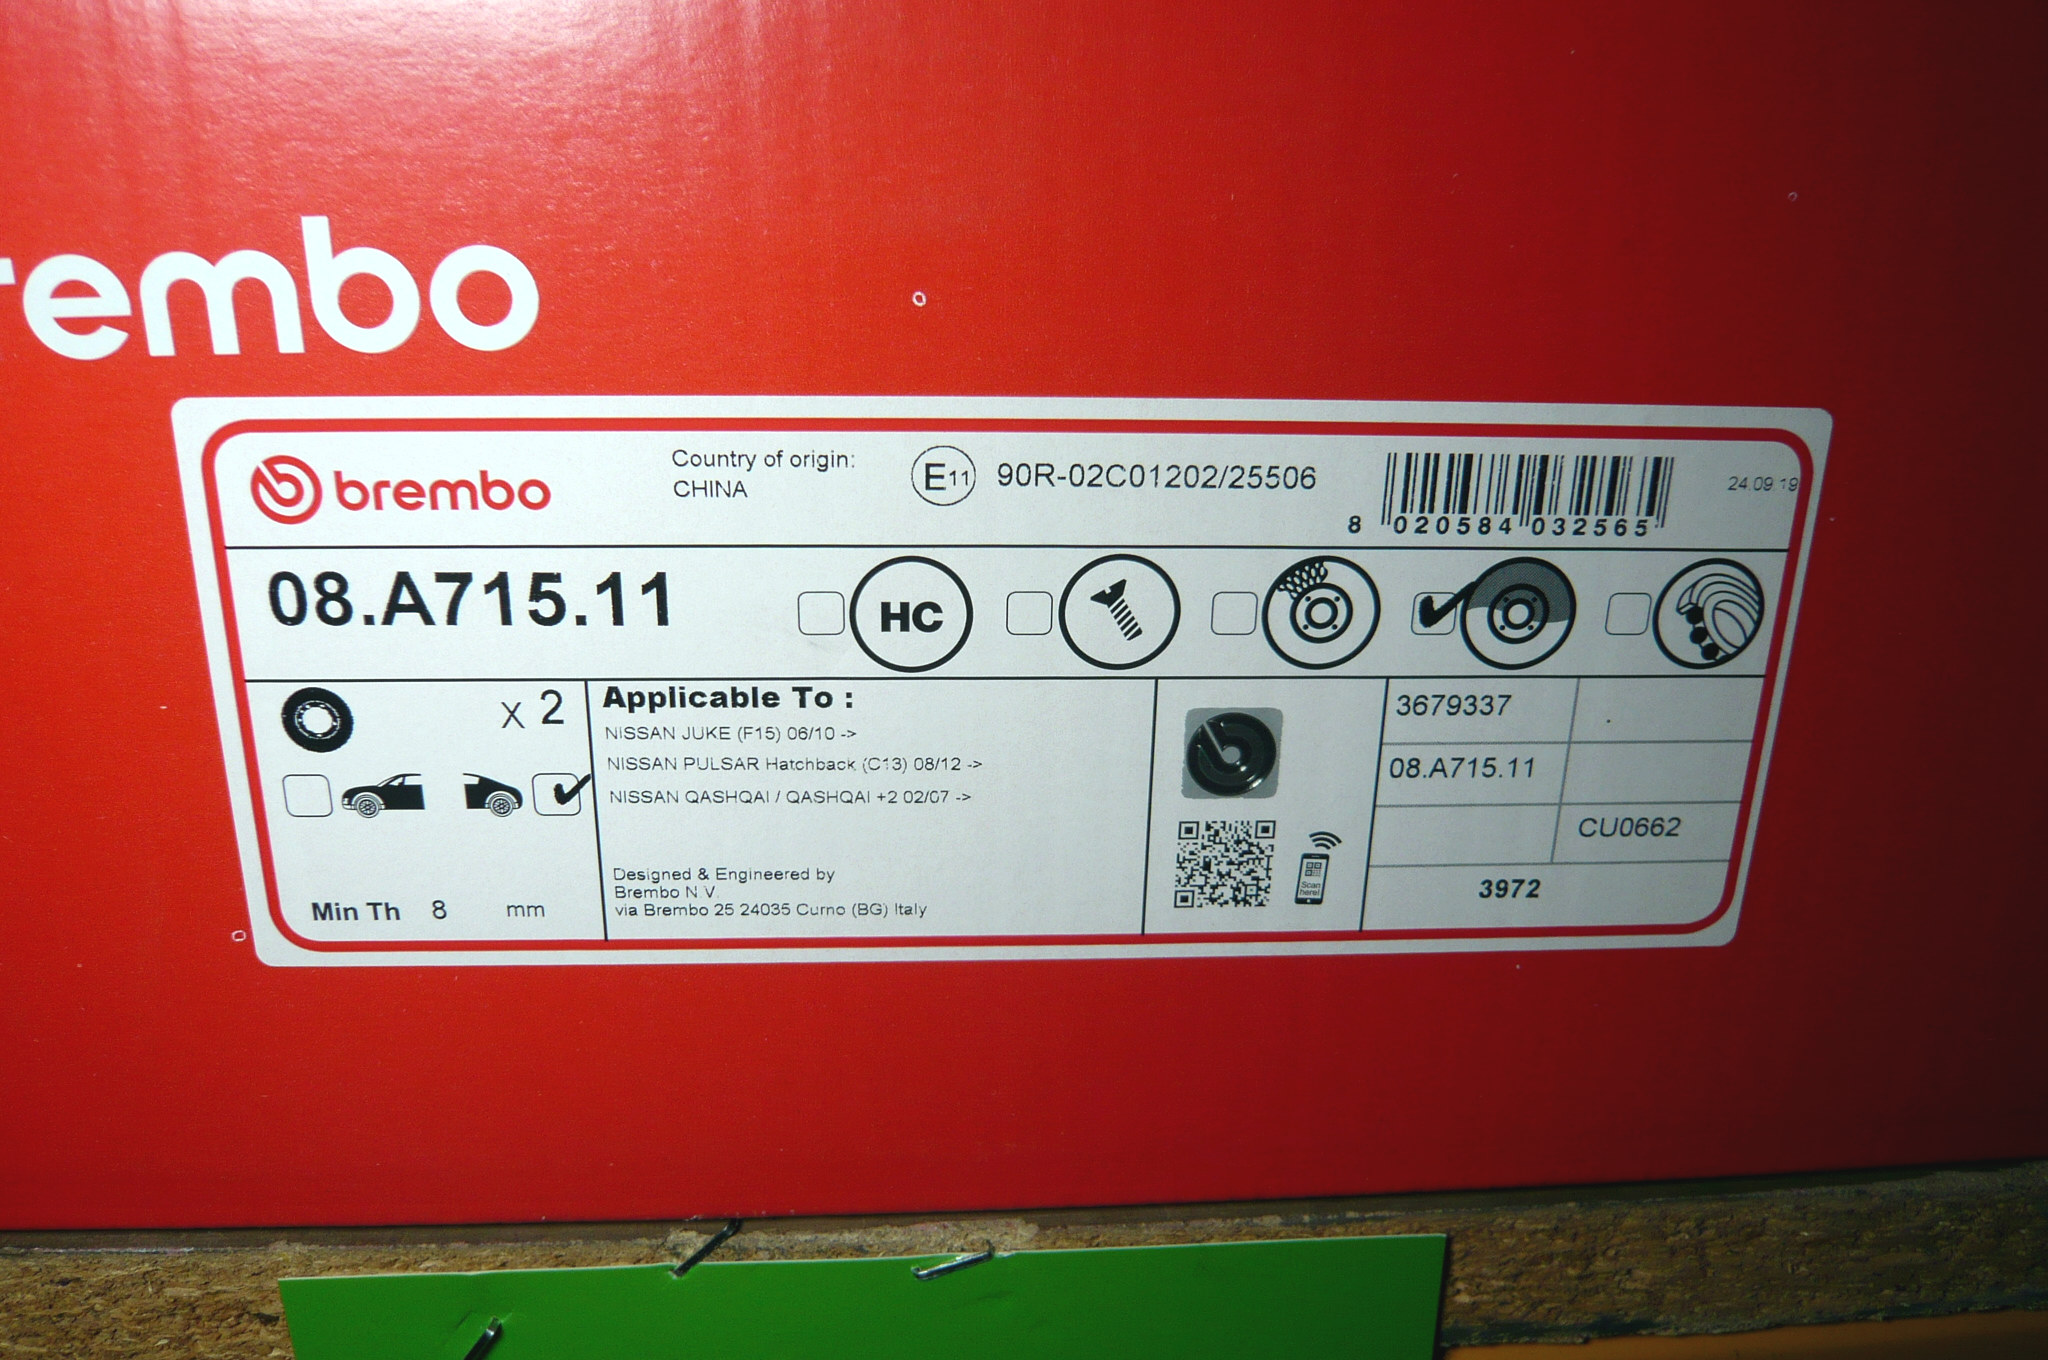 rembo
brembo
Country of origin:
CHINA
E11 90R-02C01202/25506
8 020584 032565
24.09.19
08.A715.11
HC
x 2
Applicable To :
NISSAN JUKE (F15) 06/10 ->
NISSAN PULSAR Hatchback (C13) 08/12 ->
NISSAN QASHQAI / QASHQAI +2 02/07 ->
Designed & Engineered by
Brembo N.V.
via Brembo 25 24035 Curno (BG) Italy
Min Th 8 mm
Scan
here!
3679337
08.A715.11
CU0662
3972